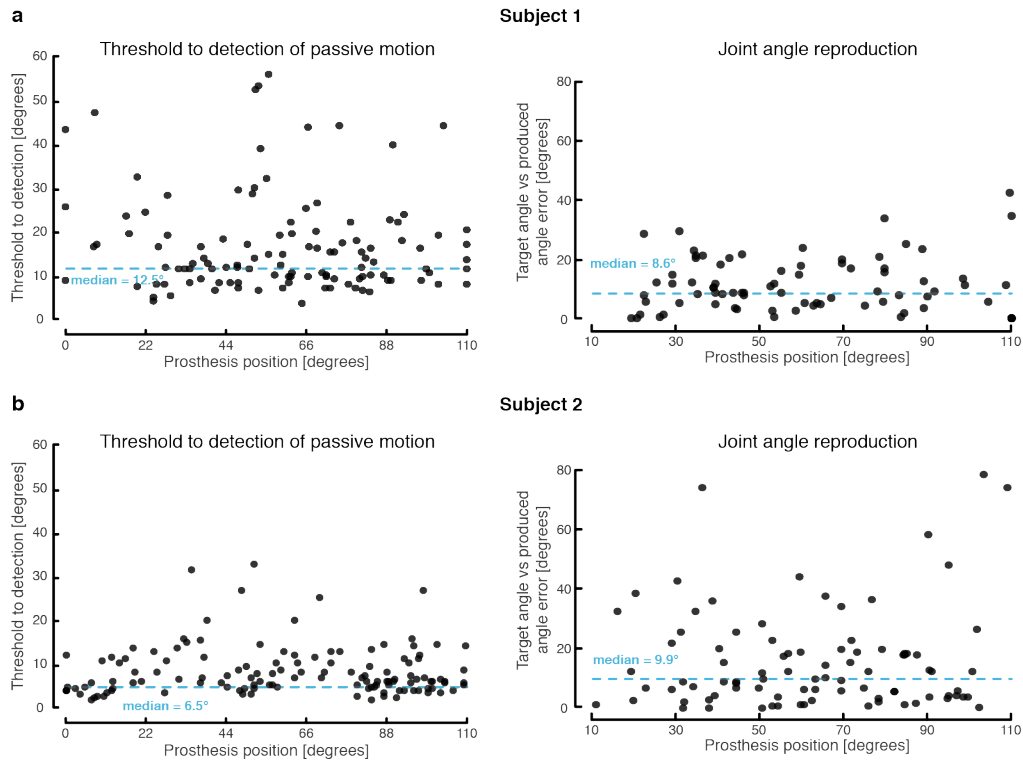 a
Subject 1
Threshold to detection of passive motion
Threshold to detection [degrees]
60
50
40
30
20
10
0
median = 12.5°
0 22 44 66 88 110
Prosthesis position [degrees]
Joint angle reproduction
Target angle vs produced
angle error [degrees]
80
60
40
20
0
median = 8.6°
10 30 50 70 90 110
Prosthesis position [degrees]
b
Subject 2
Threshold to detection of passive motion
Threshold to detection [degrees]
60
50
40
30
20
10
0
median = 6.5°
0 22 44 66 88 110
Prosthesis position [degrees]
Joint angle reproduction
Target angle vs produced
angle error [degrees]
80
60
40
20
0
median = 9.9°
10 30 50 70 90 110
Prosthesis position [degrees]